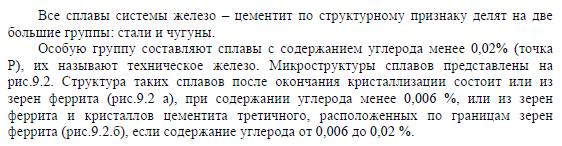 Все сплавы системы железо – цементит по структурному признаку делят на две
большие группы: стали и чугуны.
Особую группу составляют сплавы с содержанием углерода менее 0,02% (точка
Р), их называют техническое железо. Микроструктуры сплавов представлены на
рис.9.2. Структура таких сплавов после окончания кристаллизации состоит или из
зерен феррита (рис.9.2 а), при содержании углерода менее 0,006 %, или из зерен
феррита и кристаллов цементита третичного, расположенных по границам зерен
феррита (рис.9.2.б), если содержание углерода от 0,006 до 0,02 %.